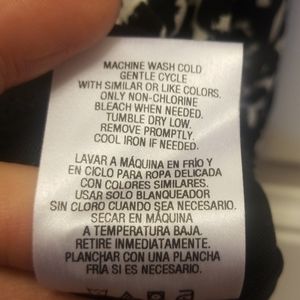 MACHINE WASH COLD
GENTLE CYCLE
WITH SIMILAR OR LIKE COLORS.
ONLY NON-CHLORINE
BLEACH WHEN NEEDED.
TUMBLE DRY LOW.
REMOVE PROMPTLY.
COOL IRON IF NEEDED.
LAVAR A MÁQUINA EN FRÍO Y
EN CICLO PARA ROPA DELICADA
CON COLORES SIMILARES.
USAR SOLO BLANQUEADOR
SIN CLORO CUANDO SEA NECESARIO.
SECAR EN MÁQUINA
A TEMPERATURA BAJA.
RETIRE INMEDIATAMENTE.
PLANCHAR CON UNA PLANCHA
FRÍA SI ES NECESARIO.